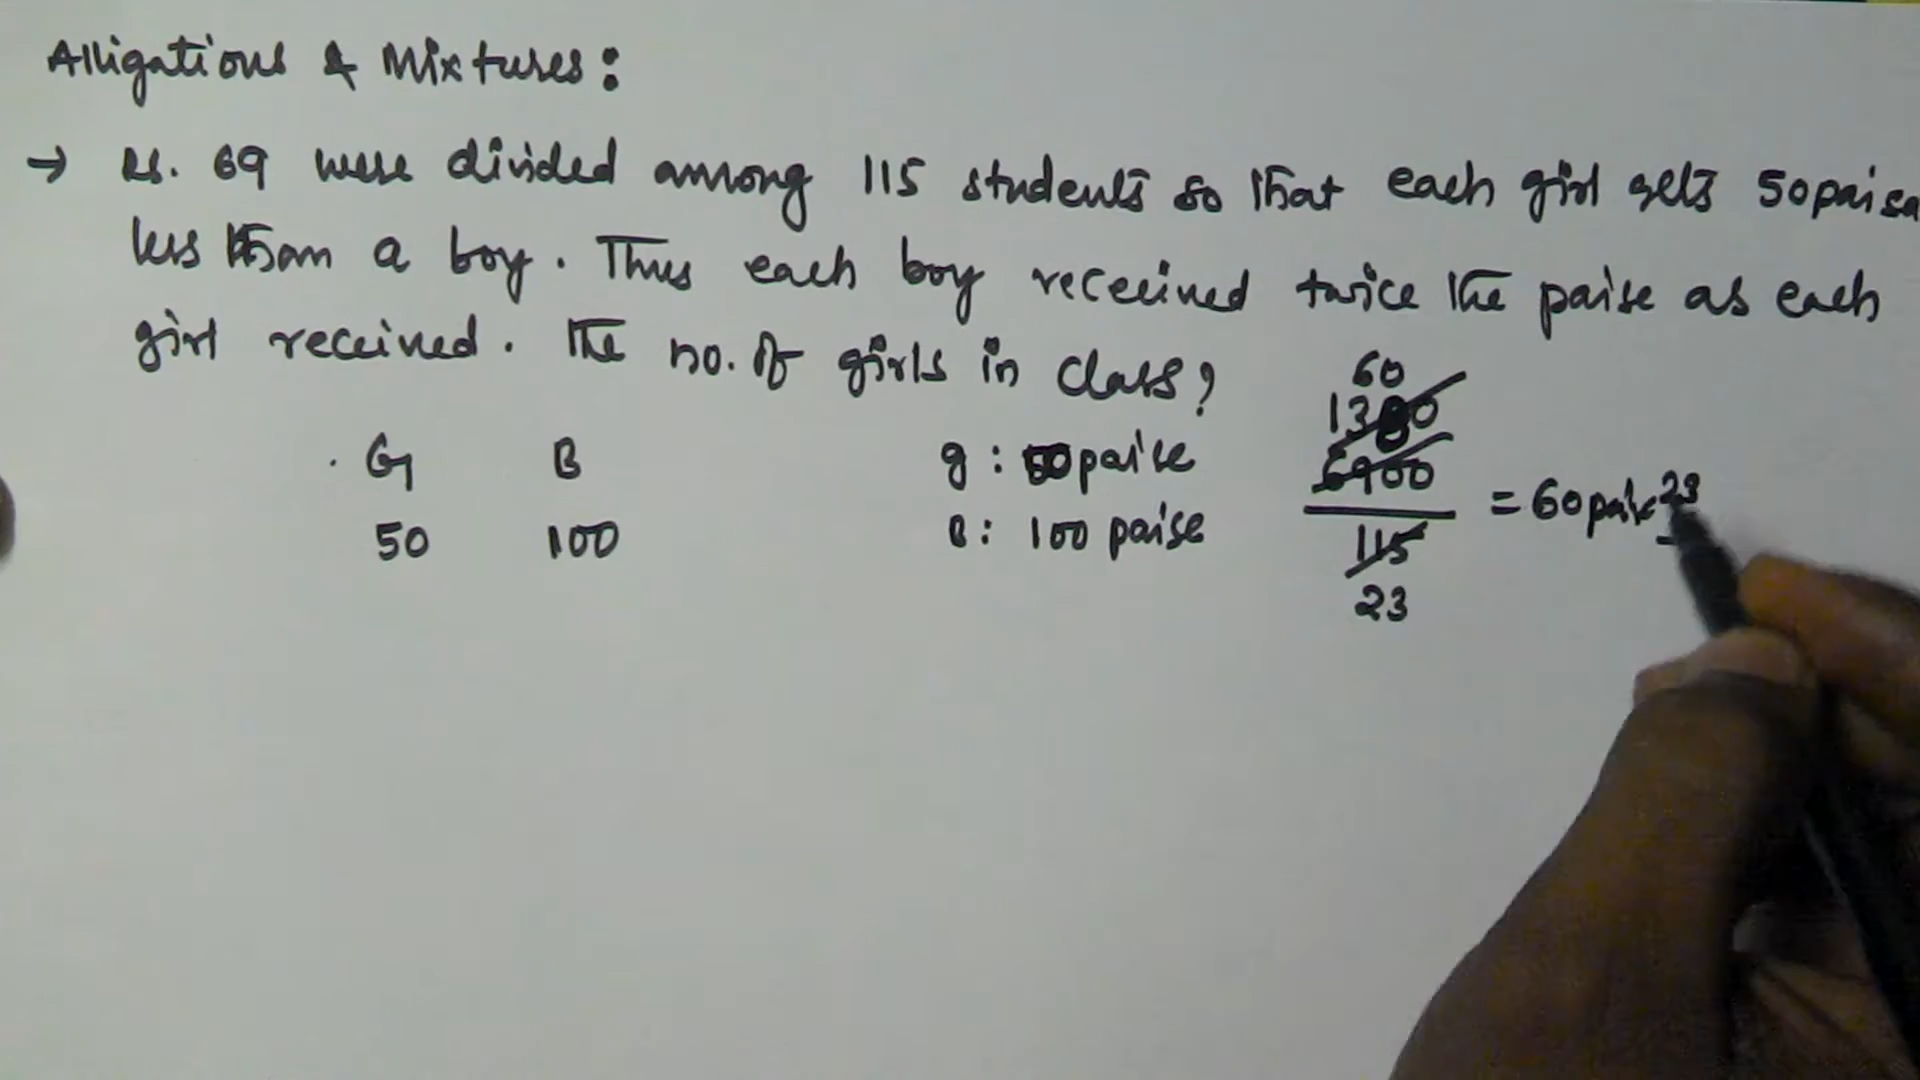 Alligations & Mixtures:
→ Rs. 69 were divided among 115 students so that each girl gets 50 paisa
less than a boy. Thus each boy received twice the paise as each
girl received. The no. of girls in class?
60
1380
G B g: 50 paise 6900
50 100 B: 100 paise 115 = 60 paise 23
23